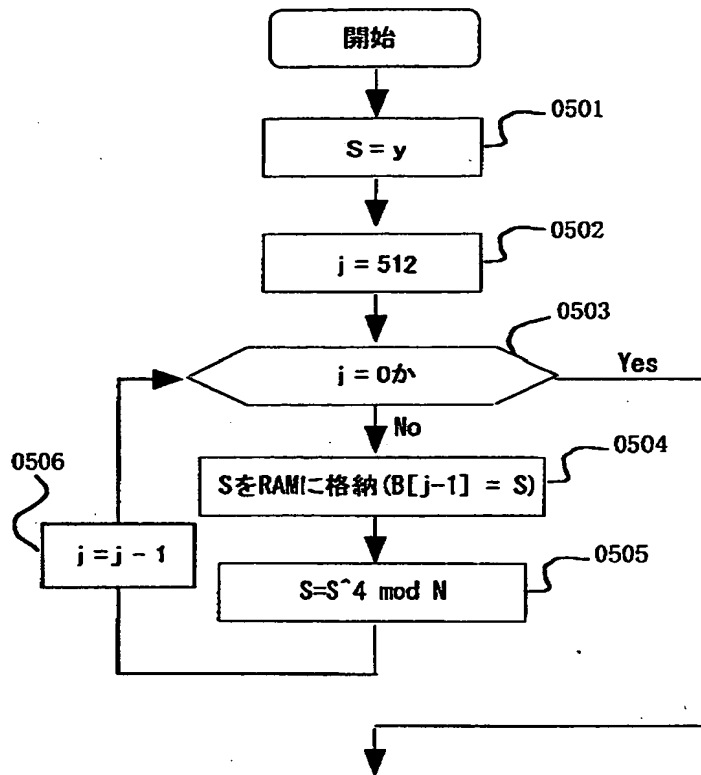 開始
0501
S = y
0502
j = 512
0503
j = 0か
Yes
No
0504
SをRAMに格納(B[j-1] = S)
0506
j=j - 1
0505
S=S^4 mod N